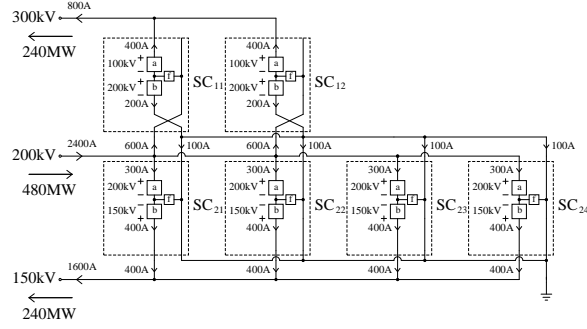 300kV 800A
240MW
400A 400A
100kV + a f SC11 100kV + a f SC12
200kV + b 200kV + b
200A 200A
200kV 2400A 600A 100A 600A 100A 100A 100A
480MW
300A 300A 300A 300A
200kV + a f SC21 200kV + a f SC22 200kV + a f SC23 200kV + a f SC24
150kV − b + 150kV − b + 150kV − b + 150kV − b +
400A 400A 400A 400A
150kV 1600A 400A 400A 400A 400A
240MW